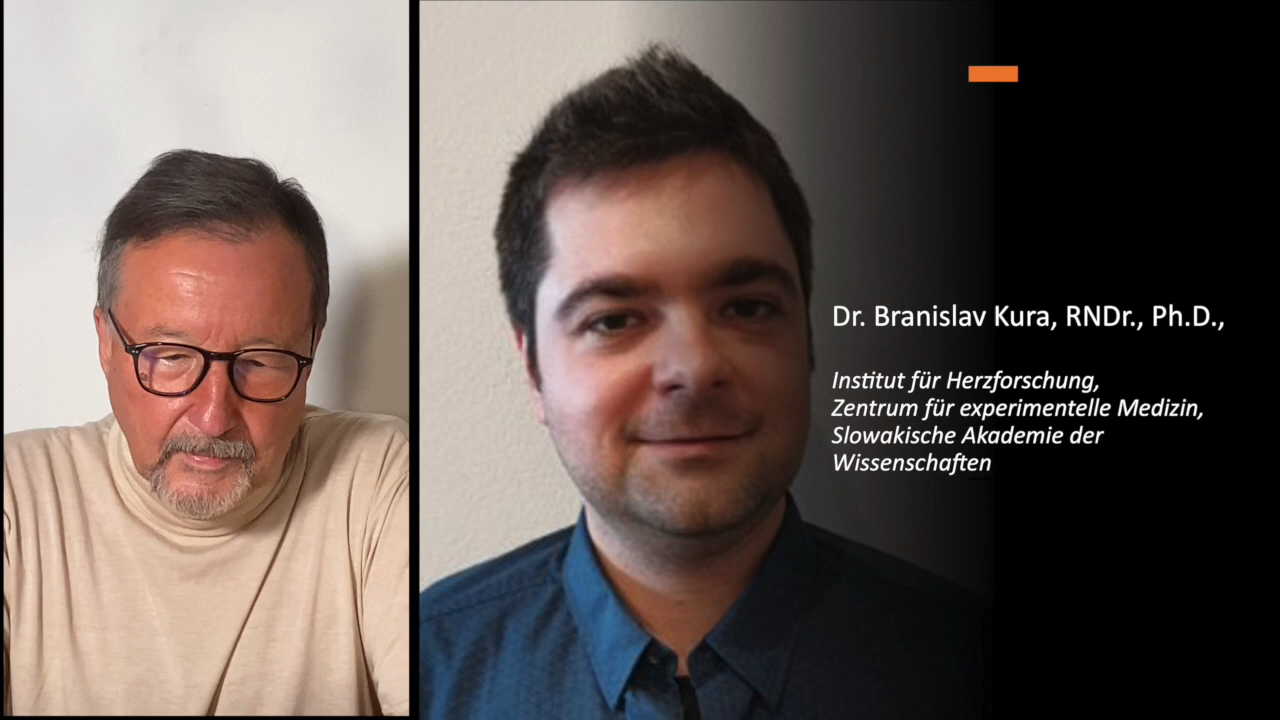 Dr. Branislav Kura, RNDr., Ph.D.,
Institut für Herzforschung,
Zentrum für experimentelle Medizin,
Slowakische Akademie der
Wissenschaften